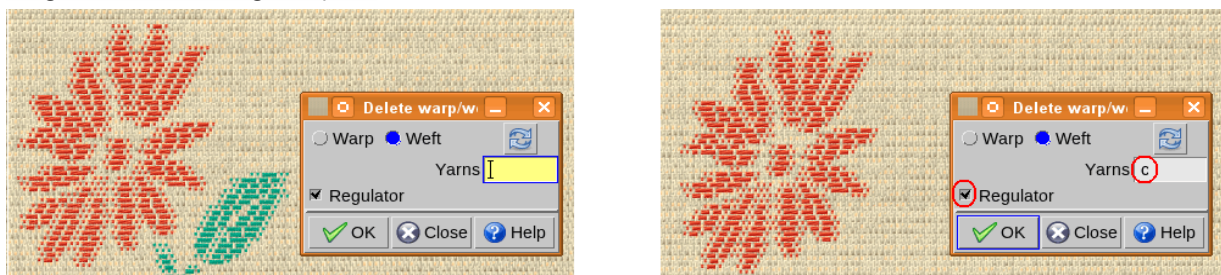 Delete warp/w
Warp Weft
Yarns
Regulator
OK Close Help
Delete warp/w
Warp Weft
Yarns c
Regulator
OK Close Help